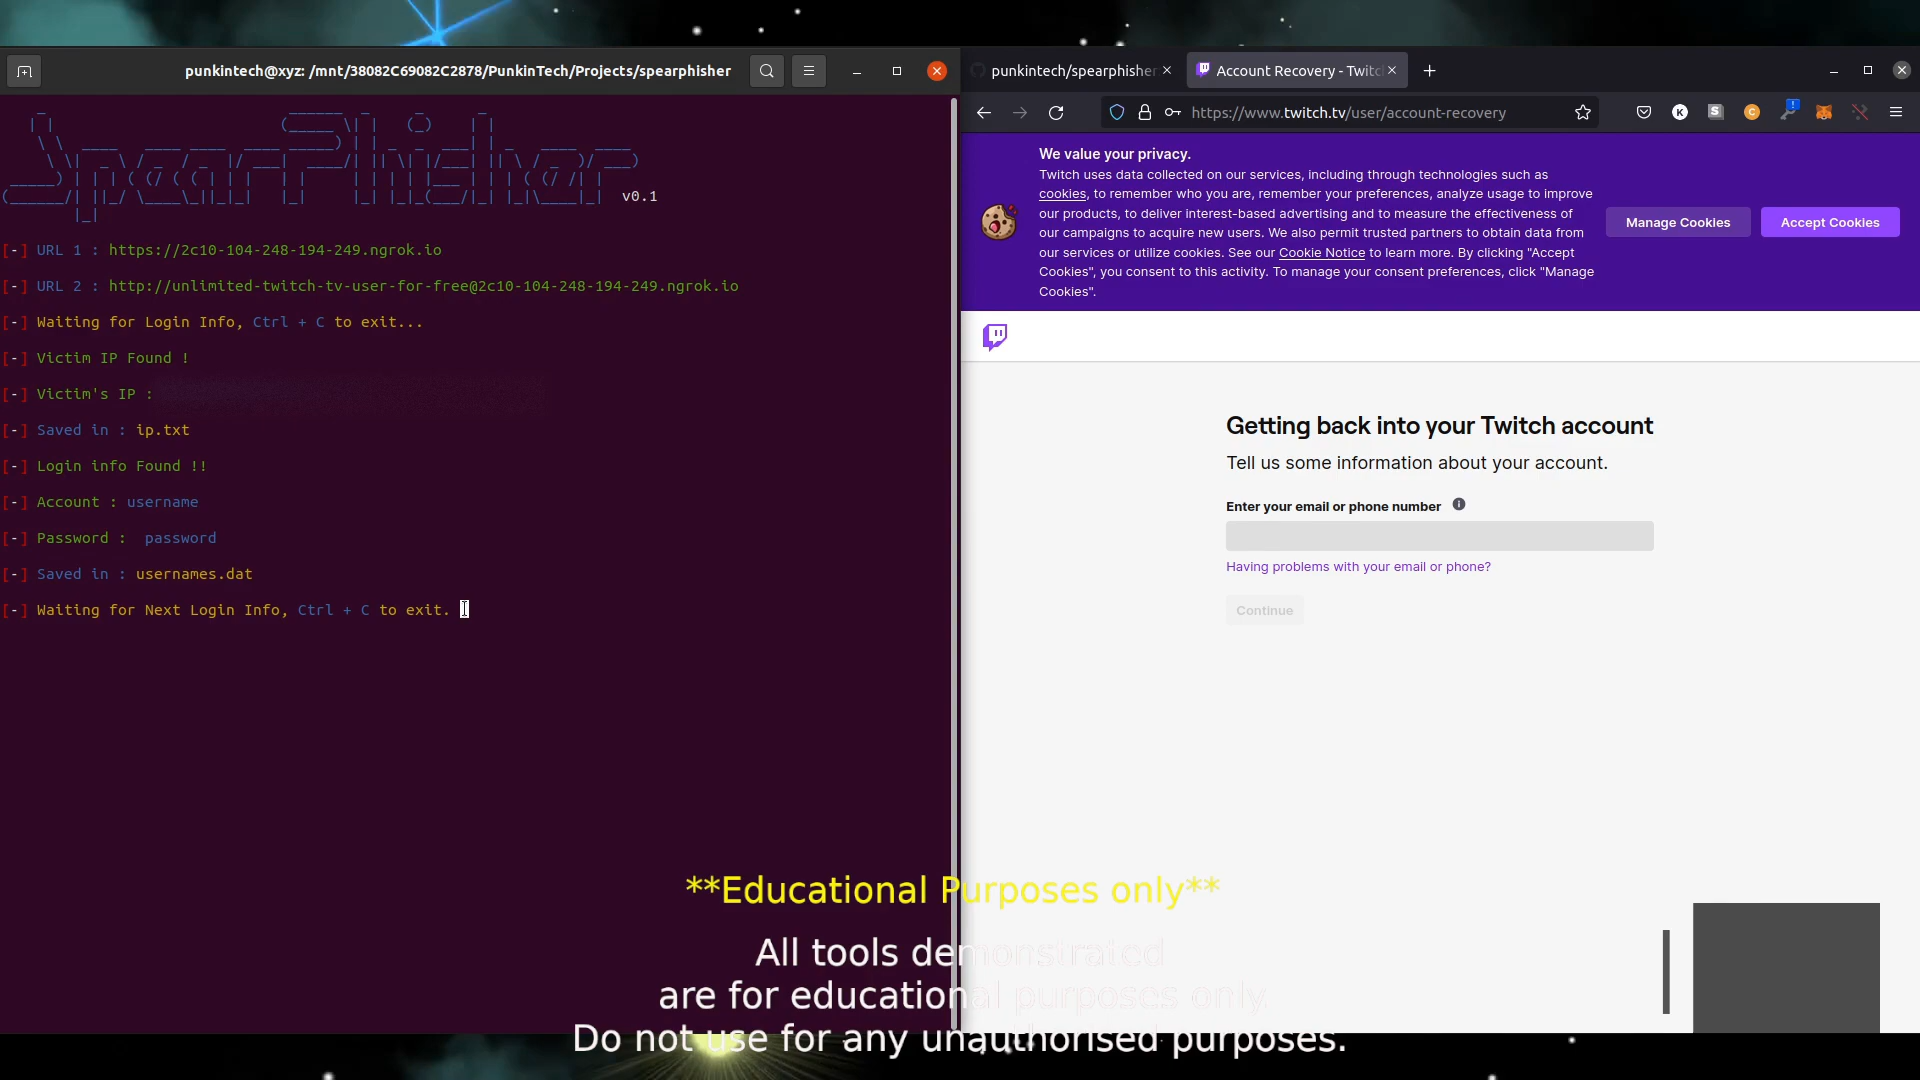 punkintech@xyz: /mnt/38082C69082C2878/PunkinTech/Projects/spearphisher
v0.1
[-] URL 1 : https://2c10-104-248-194-249.ngrok.io
[-] URL 2 : http://unlimited-twitch-tv-user-for-free@2c10-104-248-194-249.ngrok.io
[-] Waiting for Login Info, Ctrl + C to exit...
[-] Victim IP Found !
[-] Victim's IP :
[-] Saved in : ip.txt
[-] Login info Found !!
[-] Account : username
[-] Password :  password
[-] Saved in : usernames.dat
[-] Waiting for Next Login Info, Ctrl + C to exit.
punkintech/spearphisher
Account Recovery - Twitc
https://www.twitch.tv/user/account-recovery
We value your privacy.
Twitch uses data collected on our services, including through technologies such as
cookies, to remember who you are, remember your preferences, analyze usage to improve
our products, to deliver interest-based advertising and to measure the effectiveness of
our campaigns to acquire new users. We also permit trusted partners to obtain data from
our services or utilize cookies. See our Cookie Notice to learn more. By clicking "Accept
Cookies", you consent to this activity. To manage your consent preferences, click "Manage
Cookies".
Manage Cookies
Accept Cookies
Getting back into your Twitch account
Tell us some information about your account.
Enter your email or phone number
Having problems with your email or phone?
Continue
**Educational Purposes only**
All tools demonstrated
are for educational purposes only.
Do not use for any unauthorised purposes.